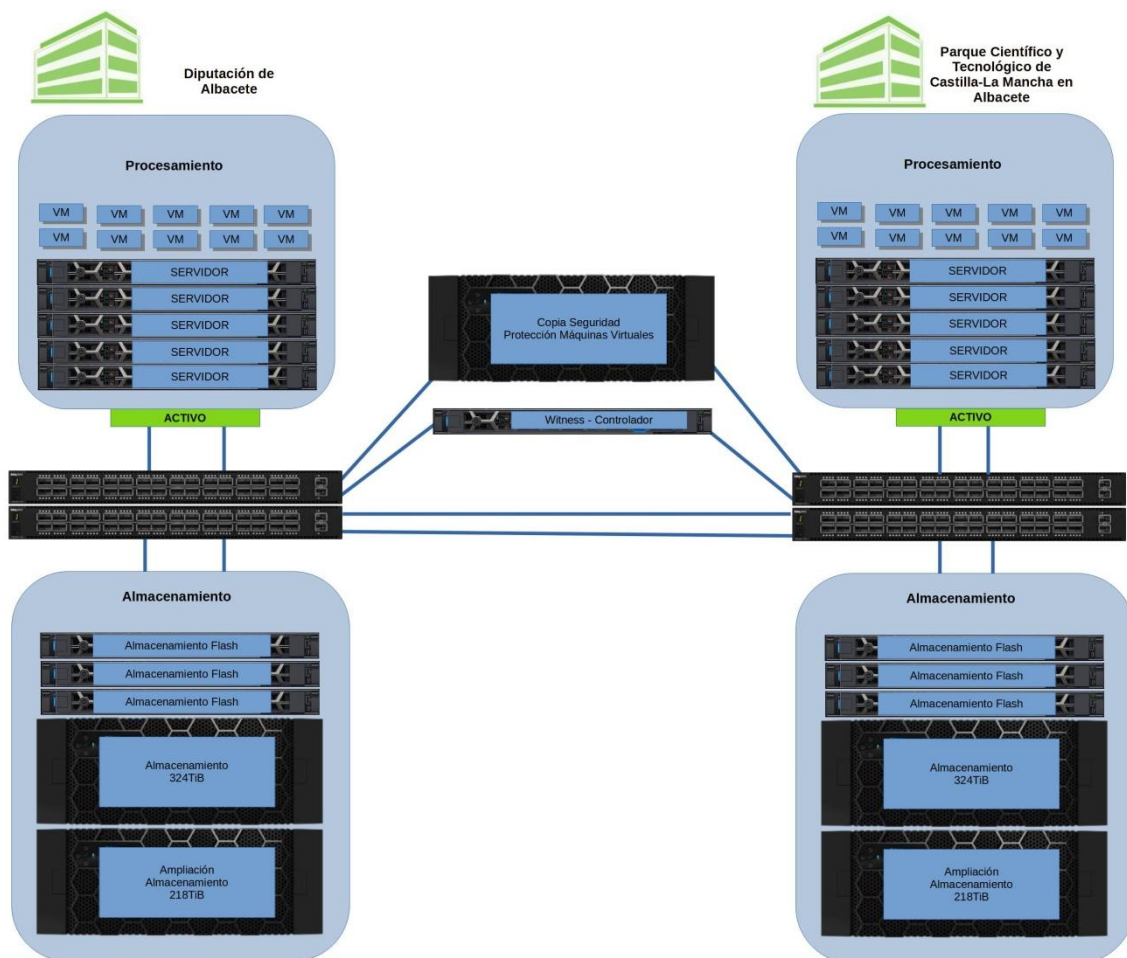 Diputación de
Albacete
Parque Científico y
Tecnológico de
Castilla-La Mancha en
Albacete
Procesamiento
VM VM VM VM VM
VM VM VM VM VM
SERVIDOR
SERVIDOR
SERVIDOR
SERVIDOR
SERVIDOR
ACTIVO
Procesamiento
VM VM VM VM VM
VM VM VM VM VM
SERVIDOR
SERVIDOR
SERVIDOR
SERVIDOR
SERVIDOR
ACTIVO
Copia Seguridad
Protección Máquinas Virtuales
Witness - Controlador
Almacenamiento
Almacenamiento Flash
Almacenamiento Flash
Almacenamiento Flash
Almacenamiento
324TiB
Ampliación
Almacenamiento
218TiB
Almacenamiento
Almacenamiento Flash
Almacenamiento Flash
Almacenamiento Flash
Almacenamiento
324TiB
Ampliación
Almacenamiento
218TiB